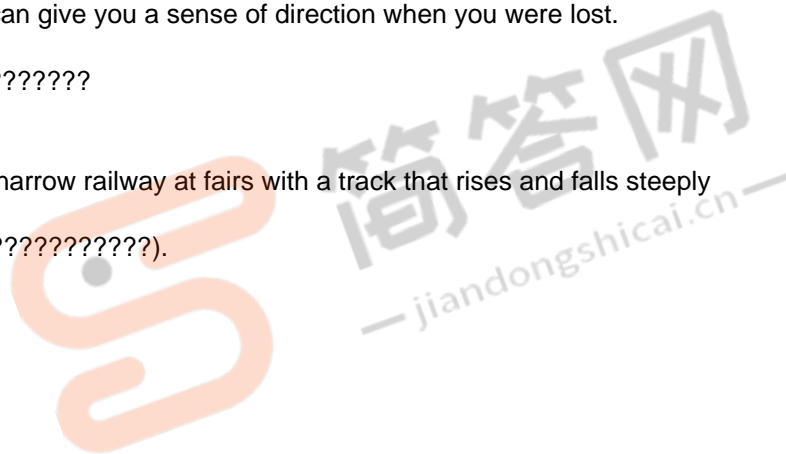 can give you a sense of direction when you were lost.
???????
narrow railway at fairs with a track that rises and falls steeply
???????????).
简答网
jiandongshicai.cn